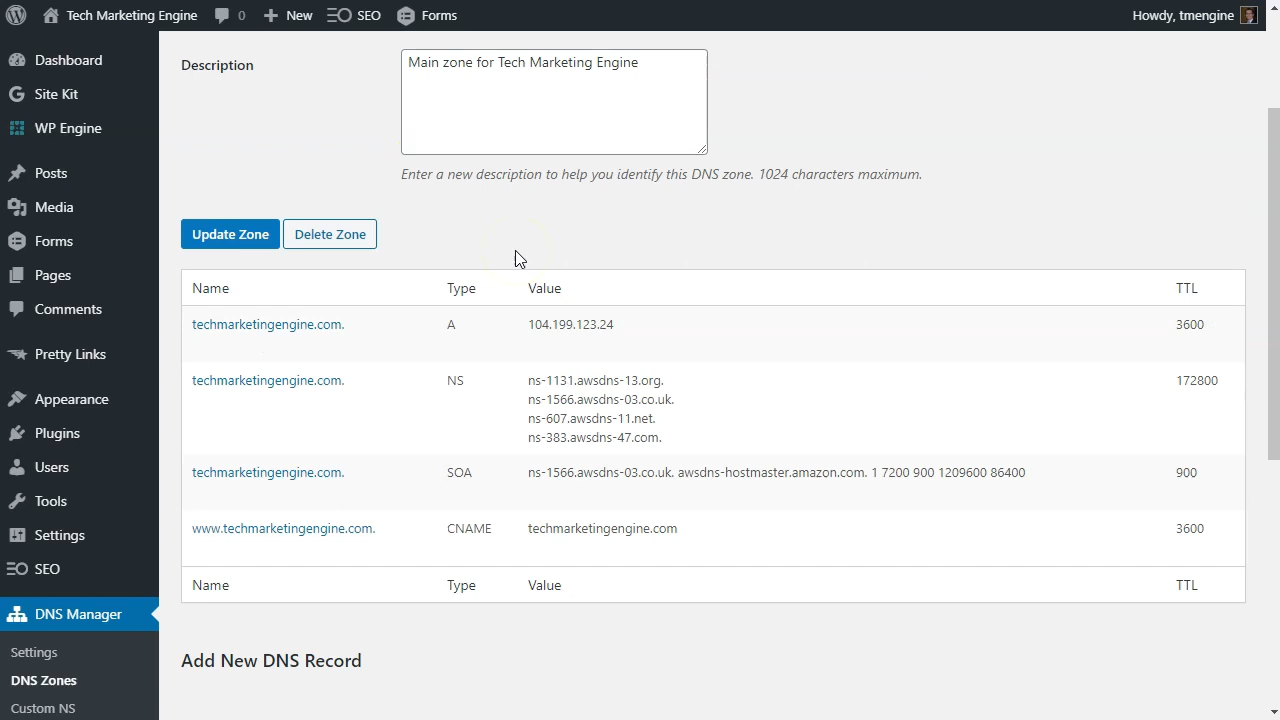 Tech Marketing Engine 0 New SEO Forms Howdy, tmengine
Dashboard
Site Kit
WP Engine
Posts
Media
Forms
Pages
Comments
Pretty Links
Appearance
Plugins
Users
Tools
Settings
SEO
DNS Manager
Settings
DNS Zones
Custom NS
Description
Main zone for Tech Marketing Engine
Enter a new description to help you identify this DNS zone. 1024 characters maximum.
Update Zone Delete Zone
Name Type Value TTL
techmarketingengine.com. A 104.199.123.24 3600
techmarketingengine.com. NS ns-1131.awsdns-13.org. 172800
ns-1566.awsdns-03.co.uk.
ns-607.awsdns-11.net.
ns-383.awsdns-47.com.
techmarketingengine.com. SOA ns-1566.awsdns-03.co.uk. awsdns-hostmaster.amazon.com. 1 7200 900 1209600 86400 900
www.techmarketingengine.com. CNAME techmarketingengine.com 3600
Name Type Value TTL
Add New DNS Record